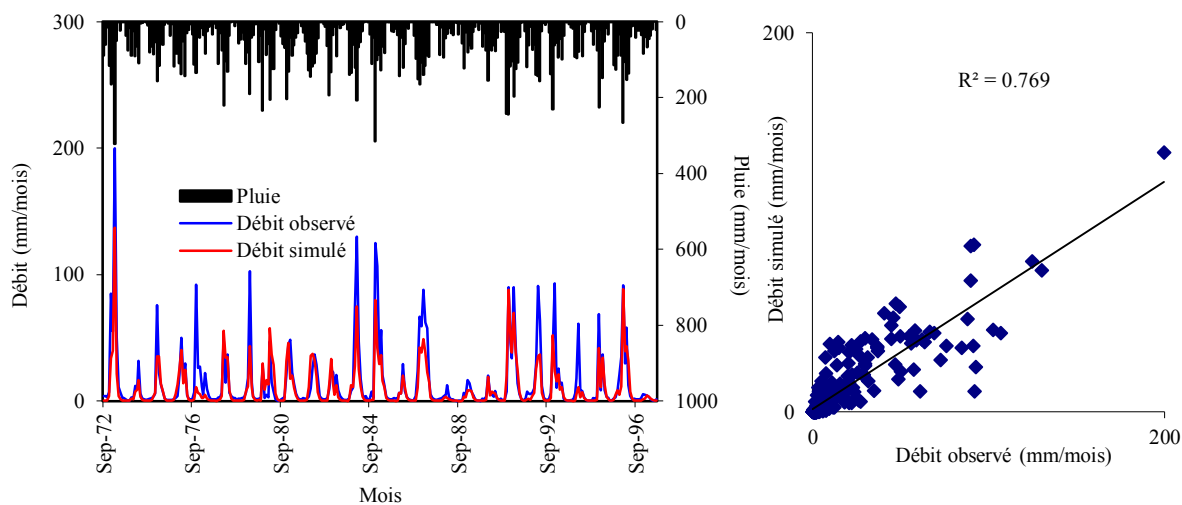 300
200
100
0
Débit (mm/mois)
Pluie
Débit observé
Débit simulé
0
200
400
600
800
1000
Pluie (mm/mois)
Sep-72
Sep-76
Sep-80
Sep-84
Sep-88
Sep-92
Sep-96
Mois
200
0
Débit simulé (mm/mois)
R² = 0.769
0
200
Débit observé (mm/mois)